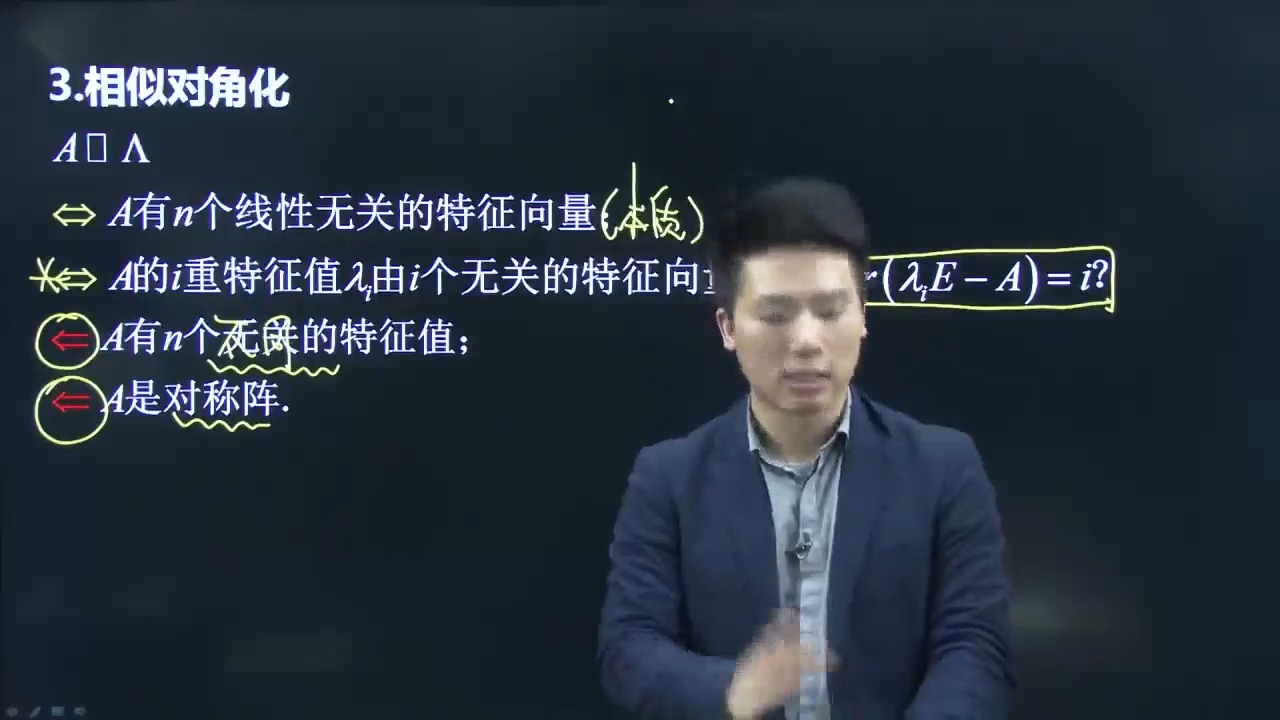 3.相似对角化
A□ Λ
⇔ A有n个线性无关的特征向量(本质)
*⇔ A的i重特征值λᵢ由i个无关的特征向 r(λᵢE − A) = i?
⇐ A有n个无关的特征值;
⇐ A是对称阵.